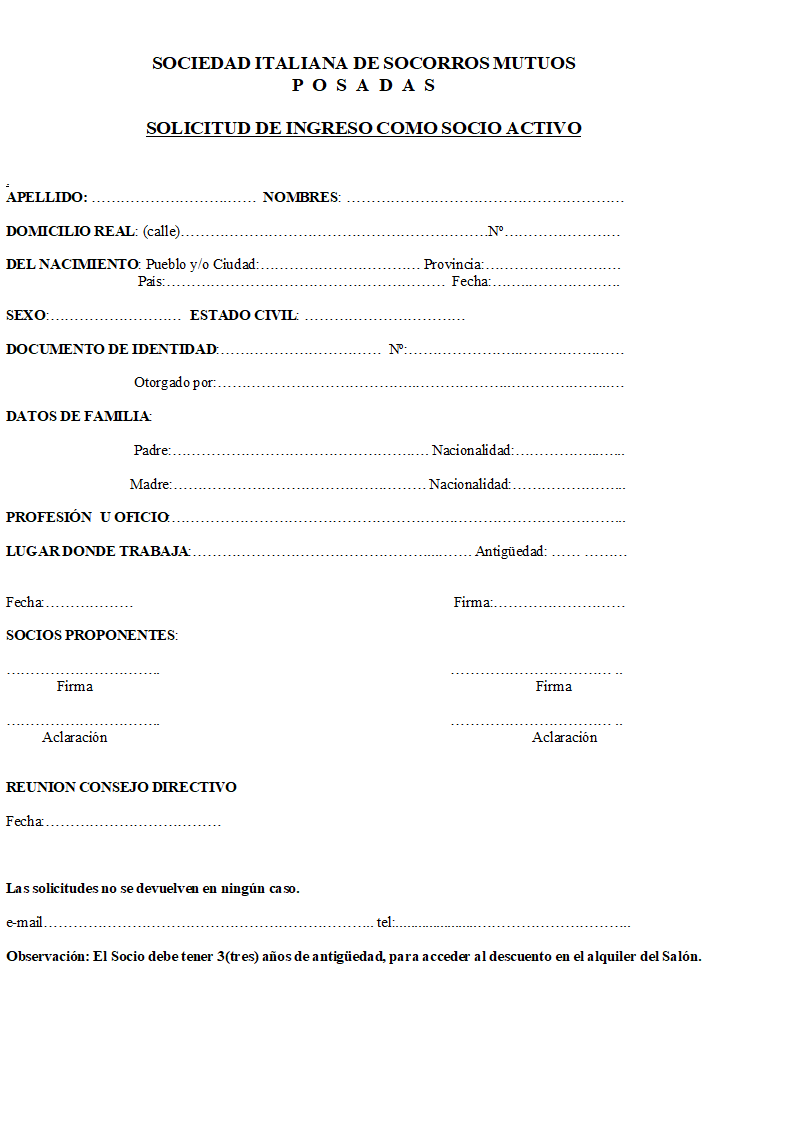 SOCIEDAD ITALIANA DE SOCORROS MUTUOS
P O S A D A S
SOLICITUD DE INGRESO COMO SOCIO ACTIVO
APELLIDO: ……………………………… NOMBRES: …………………………………………………
DOMICILIO REAL: (calle)………………………………………………………Nº……………………
DEL NACIMIENTO: Pueblo y/o Ciudad:…………………………… Provincia:………………………
Pais:………………………………………………… Fecha:………………………
SEXO:……………………… ESTADO CIVIL: ……………………………
DOCUMENTO DE IDENTIDAD:…………………………… Nº:………………………………………
Otorgado por:…………………………………………………………………………
DATOS DE FAMILIA:
Padre:……………………………………………… Nacionalidad:……………………
Madre:……………………………………………… Nacionalidad:……………………
PROFESIÓN U OFICIO:……………………………………………………………………………………
LUGAR DONDE TRABAJA:………………………………………………… Antigüedad: …… ………
Fecha:……………… Firma:………………………
SOCIOS PROPONENTES:
………………………….. …………………………… ..
Firma Firma
………………………….. …………………………… ..
Aclaración Aclaración
REUNION CONSEJO DIRECTIVO
Fecha:………………………………
Las solicitudes no se devuelven en ningún caso.
e-mail………………………………………………………….. tel:.........................…………………………..
Observación: El Socio debe tener 3(tres) años de antigüedad, para acceder al descuento en el alquiler del Salón.